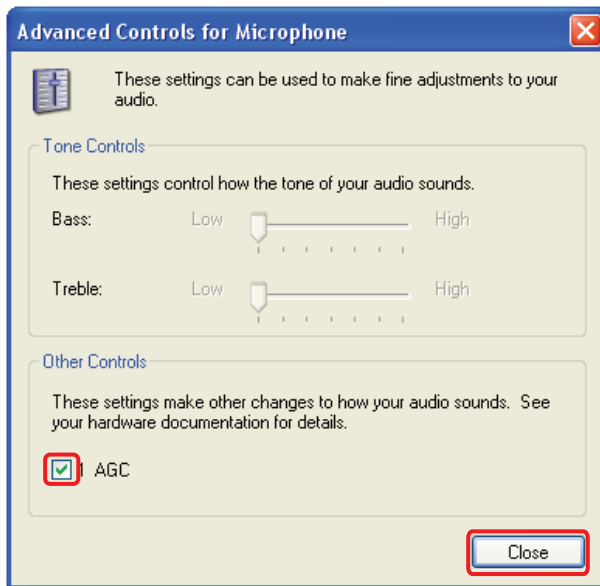 Advanced Controls for Microphone
These settings can be used to make fine adjustments to your
audio.
Tone Controls
These settings control how the tone of your audio sounds.
Bass: Low High
Treble: Low High
Other Controls
These settings make other changes to how your audio sounds. See
your hardware documentation for details.
1 AGC
Close